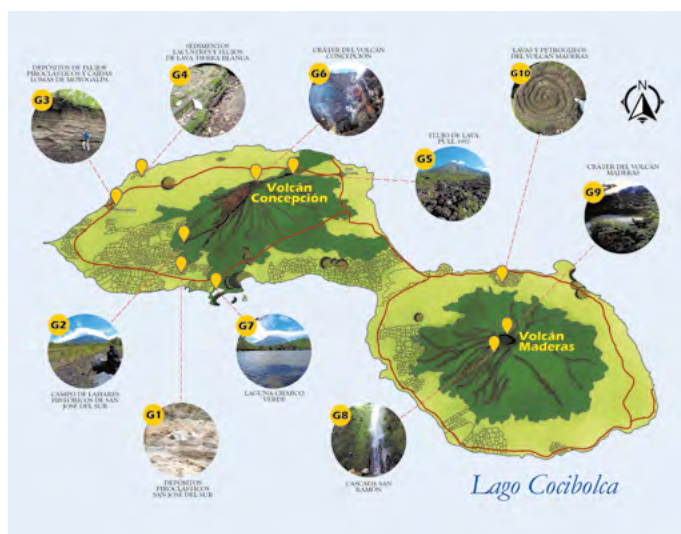 SEDIMENTOS
LACUSTRES Y FLUJOS
DE LAVA TIERRA BLANCA
G4
CRÁTER DEL VOLCÁN
CONCEPCIÓN
G6
LAVAS Y PETROGLIFOS
DEL VOLCÁN MADERAS
G10
DEPÓSITOS DE FLUJOS
PIROCLÁSTICOS Y CAÍDAS
LOMAS DE MOYOGALPA
G3
N
FLUJO DE LAVA
G5
CRÁTER DEL VOLCÁN
MADERAS
G9
Volcán
Concepción
G2
CAMPO DE LAHARES
HISTÓRICOS DE SAN
JOSÉ DEL SUR
G7
LAGUNA CHARCO
VERDE
Volcán
Maderas
G1
DEPÓSITOS
PIROCLÁSTICOS
SAN JOSÉ DEL SUR
G8
CASCADA SAN
RAMÓN
Lago Cocibolca